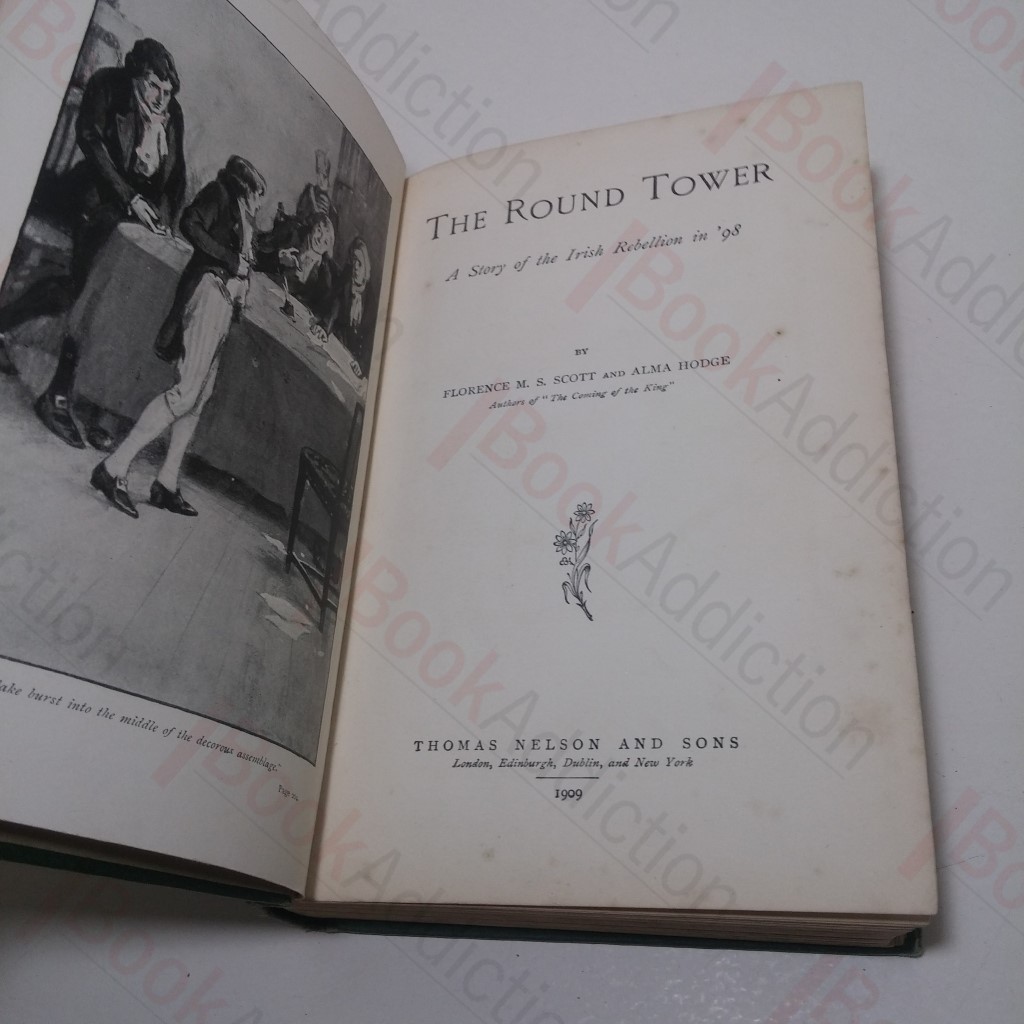 ake burst into the middle of the decorous assemblage."
Page
THE ROUND TOWER
A Story of the Irish Rebellion in '98
BY
FLORENCE M. S. SCOTT AND ALMA HODGE
Authors of "The Coming of the King"
THOMAS NELSON AND SONS
London, Edinburgh, Dublin, and New York
1909
BookAddiction